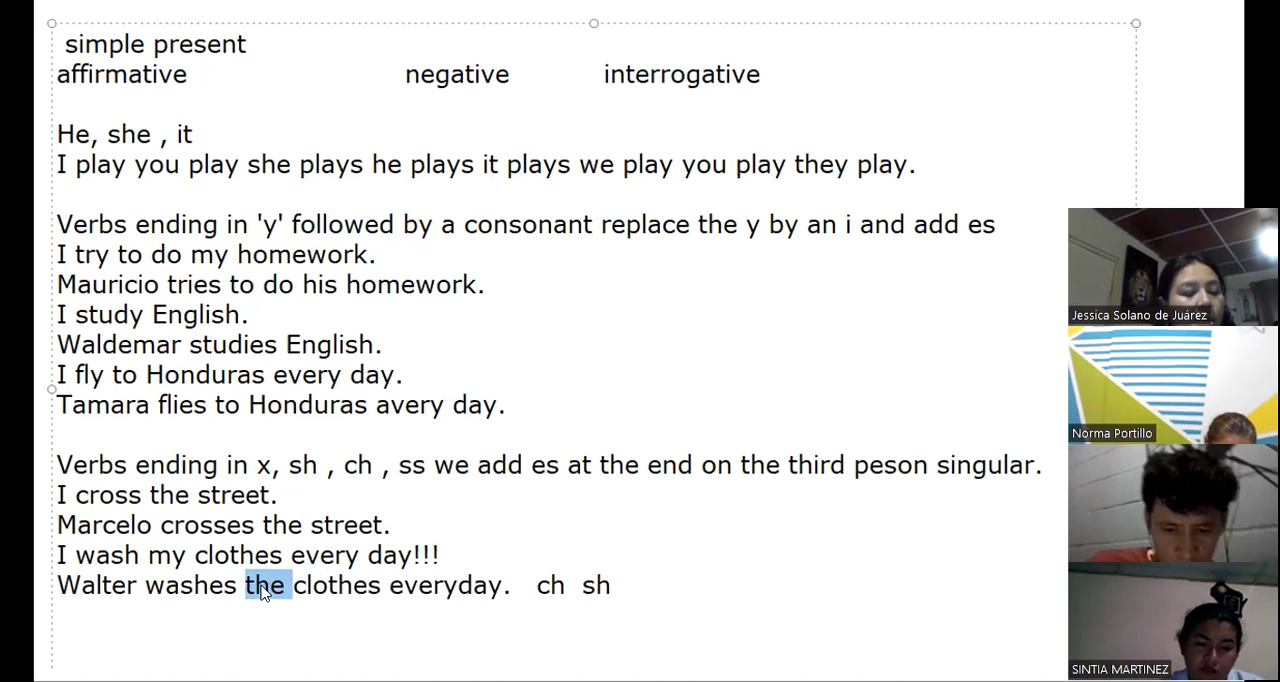 simple present
affirmative negative interrogative
He, she , it
I play you play she plays he plays it plays we play you play they play.
Verbs ending in 'y' followed by a consonant replace the y by an i and add es
I try to do my homework.
Mauricio tries to do his homework.
I study English.
Waldemar studies English.
I fly to Honduras every day.
Tamara flies to Honduras avery day.
Verbs ending in x, sh , ch , ss we add es at the end on the third peson singular.
I cross the street.
Marcelo crosses the street.
I wash my clothes every day!!!
Walter washes the clothes everyday. ch sh
Jessica Solano de Juárez
Norma Portillo
SINTIA MARTINEZ